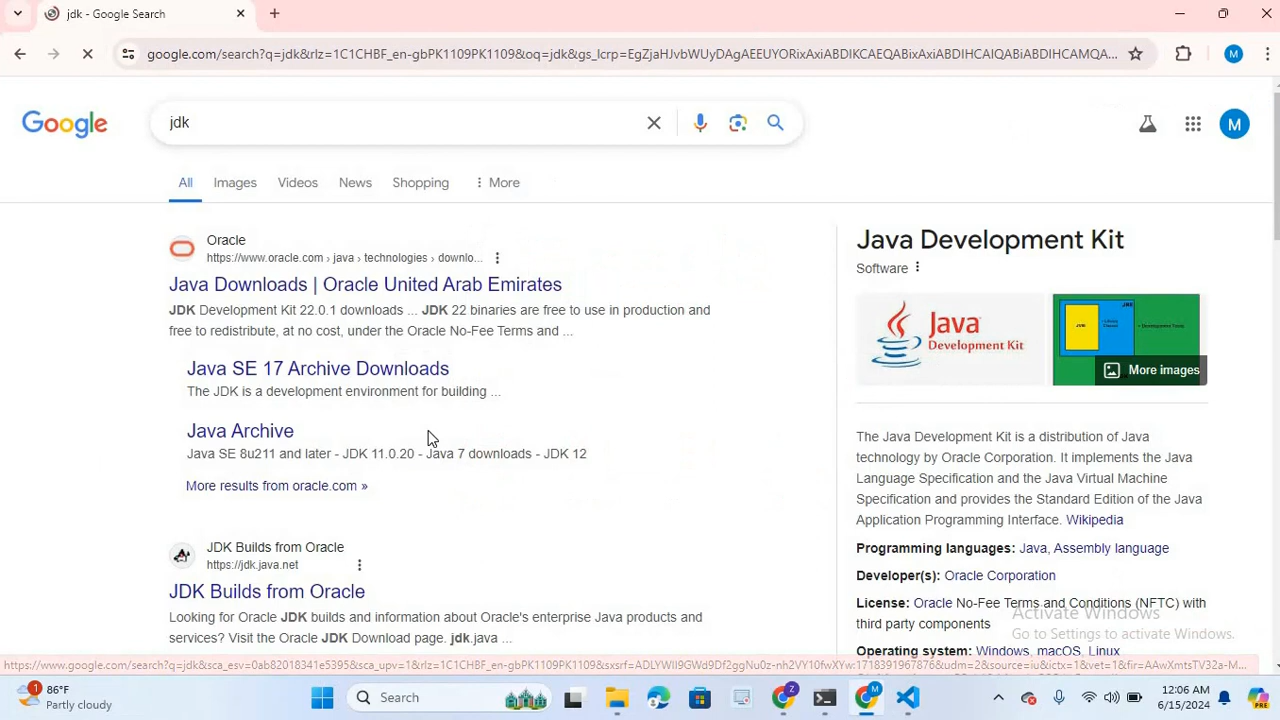 jdk - Google Search
google.com/search?q=jdk&rlz=1C1CHBF_en-gbPK1109PK1109&oq=jdk&gs_lcrp=EgZjaHJvbWUyDAgAEEUYORixAxiABDIKCAEQABixAxiABDIHCAIQABiABDIHCAMQA...
M
Google
jdk
M
All Images Videos News Shopping More
Oracle
https://www.oracle.com › java › technologies › downlo...
Java Downloads | Oracle United Arab Emirates
JDK Development Kit 22.0.1 downloads ... JDK 22 binaries are free to use in production and
free to redistribute, at no cost, under the Oracle No-Fee Terms and ...
Java SE 17 Archive Downloads
The JDK is a development environment for building ...
Java Archive
Java SE 8u211 and later - JDK 11.0.20 - Java 7 downloads - JDK 12
More results from oracle.com »
JDK Builds from Oracle
https://jdk.java.net
JDK Builds from Oracle
Looking for Oracle JDK builds and information about Oracle's enterprise Java products and
services? Visit the Oracle JDK Download page. jdk.java ...
Java Development Kit
Software
Java
Development Kit
More images
The Java Development Kit is a distribution of Java
technology by Oracle Corporation. It implements the Java
Language Specification and the Java Virtual Machine
Specification and provides the Standard Edition of the Java
Application Programming Interface. Wikipedia
Programming languages: Java, Assembly language
Developer(s): Oracle Corporation
License: Oracle No-Fee Terms and Conditions (NFTC) with
third party components
Operating system: Windows, macOS, Linux
Activate Windows
Go to Settings to activate Windows.
1
86°F
Partly cloudy
Search
12:06 AM
6/15/2024